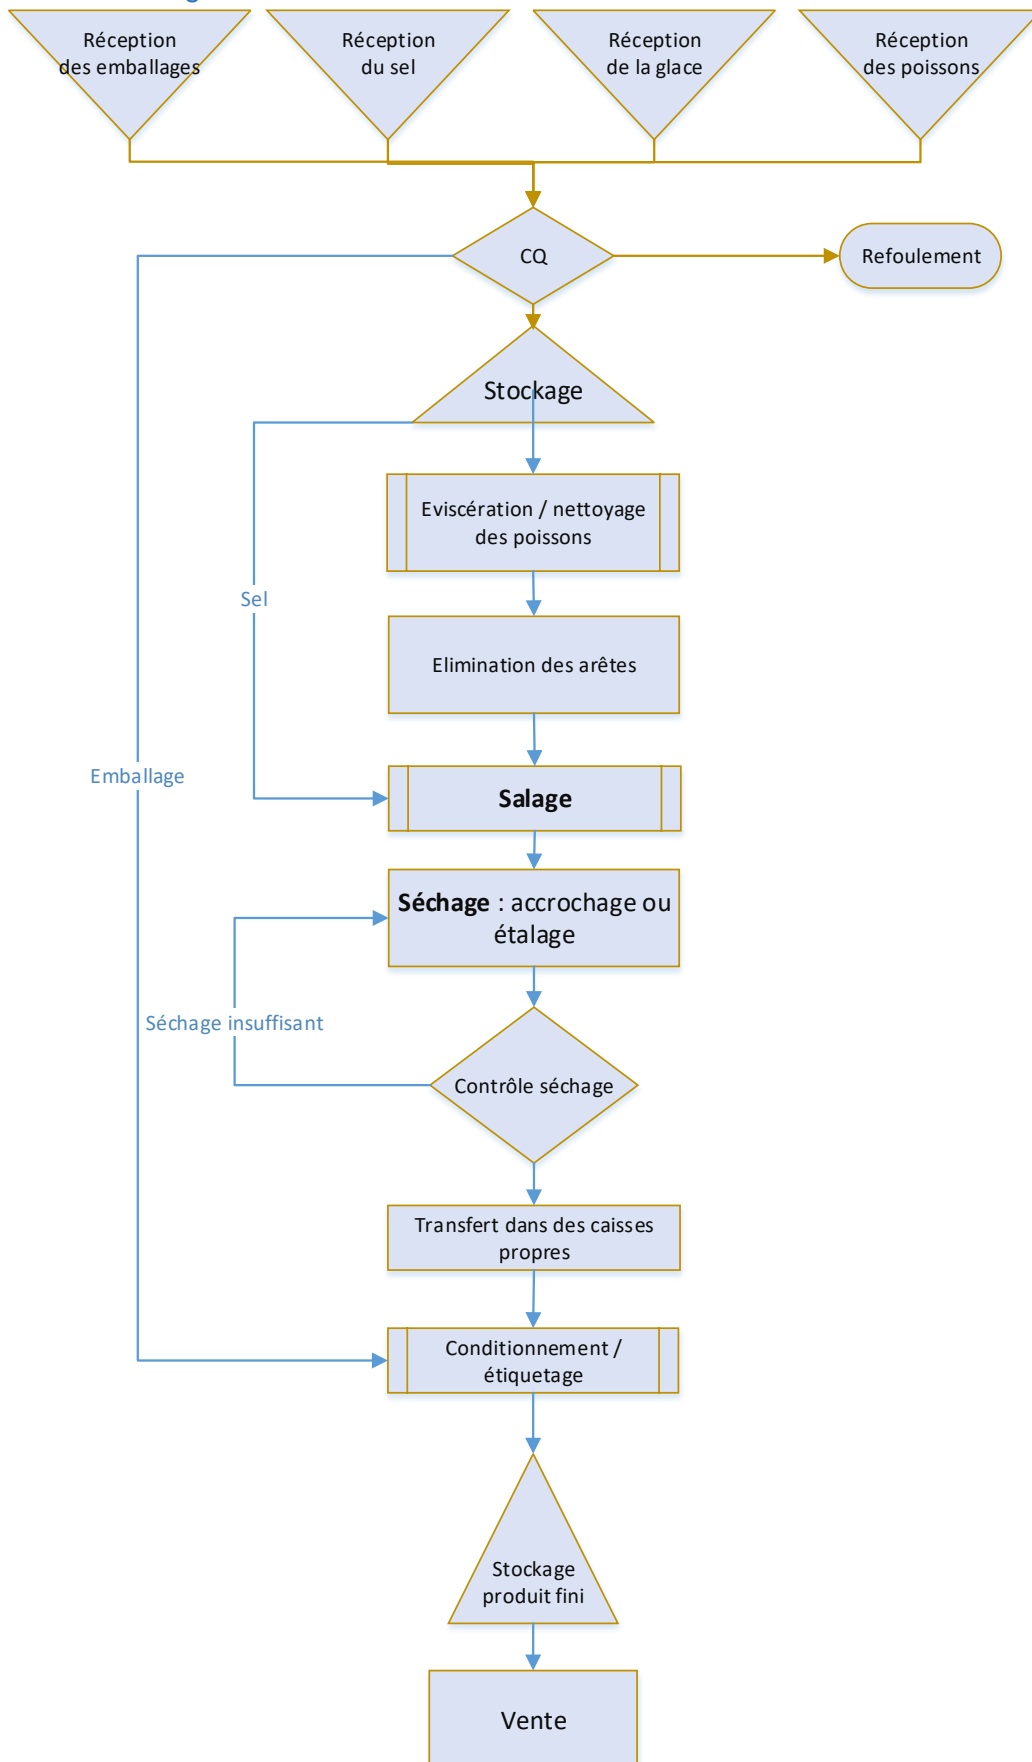 Réception
des emballages
Réception
du sel
Réception
de la glace
Réception
des poissons
CQ
Refoulement
Stockage
Eviscération / nettoyage
des poissons
Sel
Elimination des arêtes
Emballage
Salage
Séchage : accrochage ou
étalage
Séchage insuffisant
Contrôle séchage
Transfert dans des caisses
propres
Conditionnement /
étiquetage
Stockage
produit fini
Vente